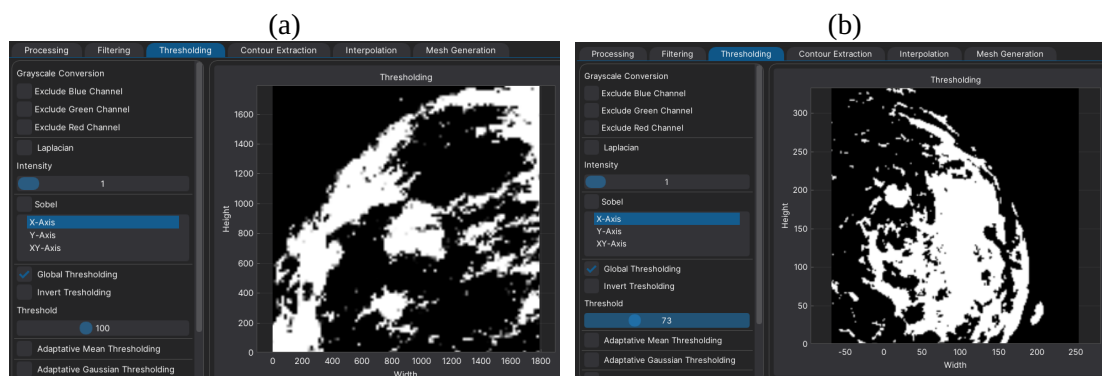 (a)
Processing Filtering Thresholding Contour Extraction Interpolation Mesh Generation
Grayscale Conversion
Exclude Blue Channel
Exclude Green Channel
Exclude Red Channel
Laplacian
Intensity
1
Sobel
X-Axis
Y-Axis
XY-Axis
Global Thresholding
Invert Tresholding
Threshold
100
Adaptative Mean Thresholding
Adaptative Gaussian Thresholding
Thresholding
Height
1600
1400
1200
1000
800
600
400
200
0
0 200 400 600 800 1000 1200 1400 1600 1800
Width
(b)
Processing Filtering Thresholding Contour Extraction Interpolation Mesh Generation
Grayscale Conversion
Exclude Blue Channel
Exclude Green Channel
Exclude Red Channel
Laplacian
Intensity
1
Sobel
X-Axis
Y-Axis
XY-Axis
Global Thresholding
Invert Tresholding
Threshold
73
Adaptative Mean Thresholding
Adaptative Gaussian Thresholding
Thresholding
Height
300
250
200
150
100
50
0
-50 0 50 100 150 200 250
Width